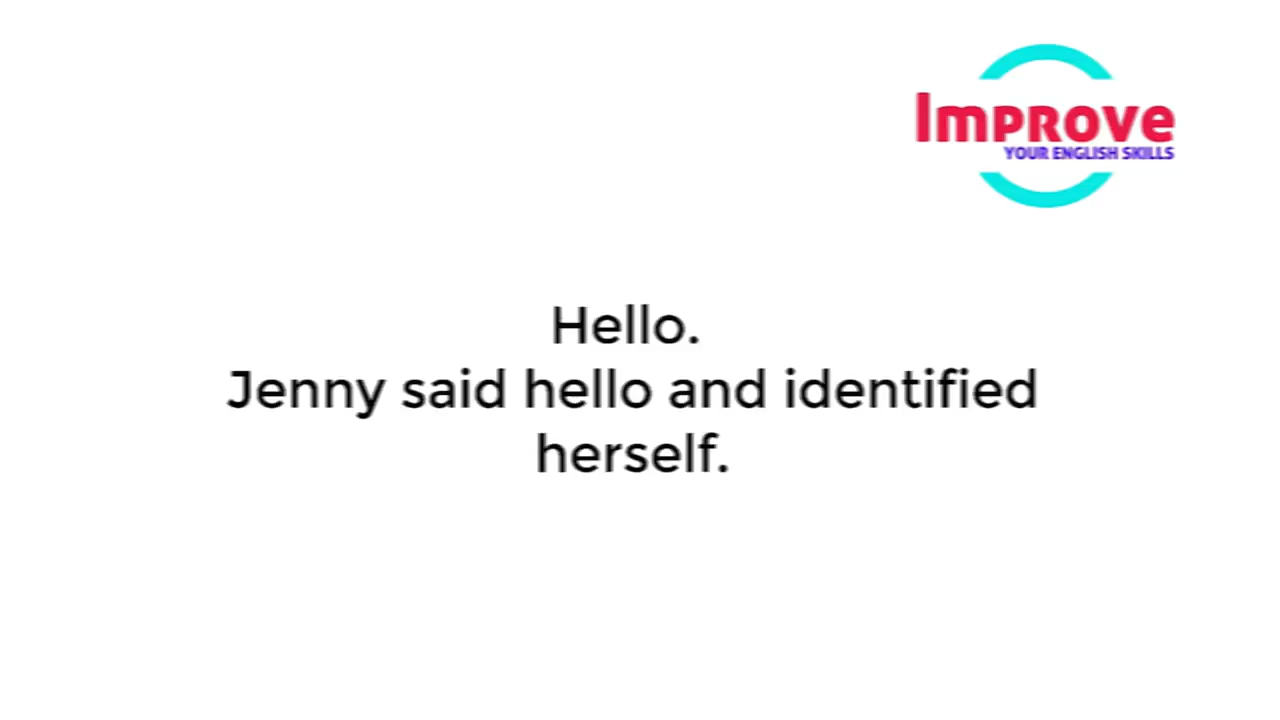 Improve
YOUR ENGLISH SKILLS
Hello.
Jenny said hello and identified
herself.